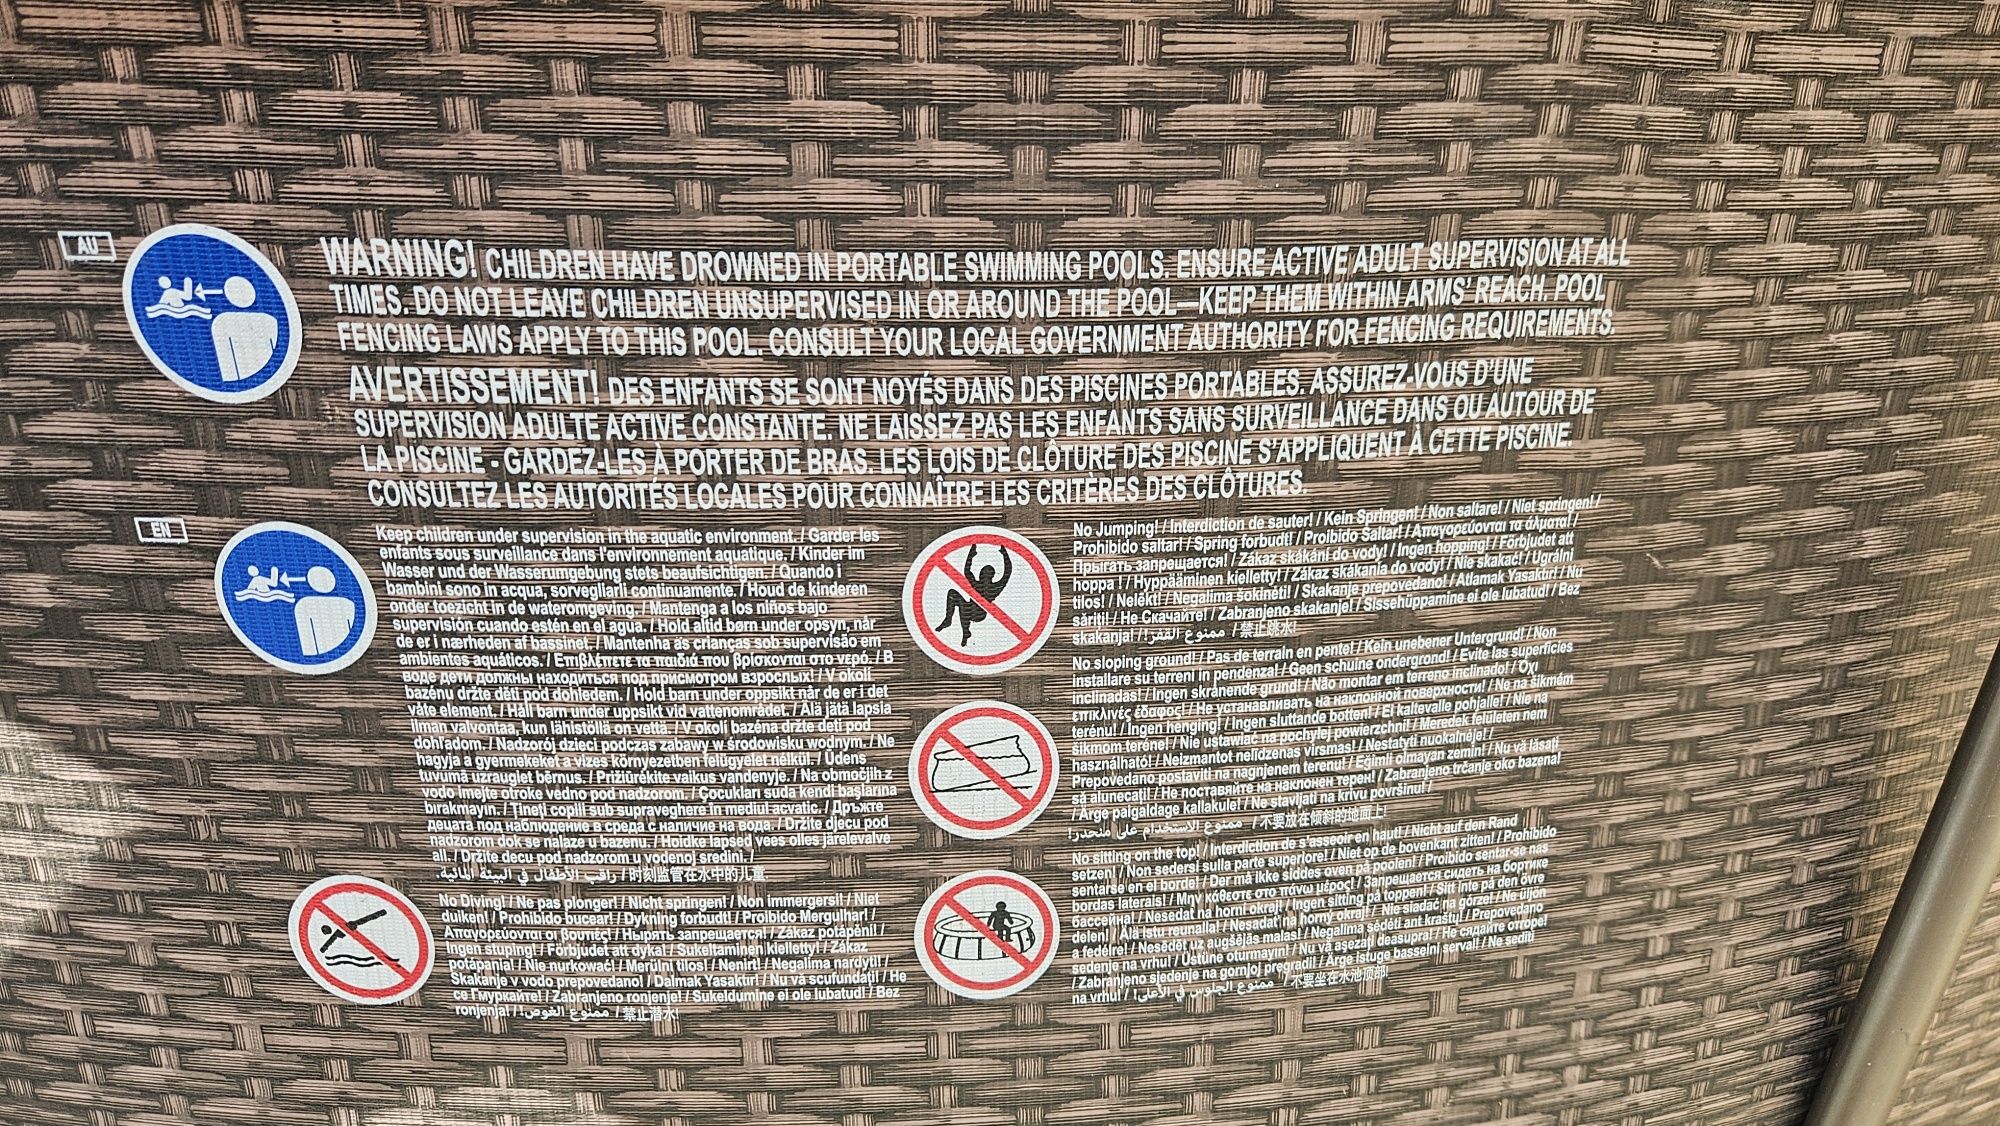 AU
WARNING! CHILDREN HAVE DROWNED IN PORTABLE SWIMMING POOLS. ENSURE ACTIVE ADULT SUPERVISION AT ALL
TIMES. DO NOT LEAVE CHILDREN UNSUPERVISED IN OR AROUND THE POOL—KEEP THEM WITHIN ARMS' REACH. POOL
FENCING LAWS APPLY TO THIS POOL. CONSULT YOUR LOCAL GOVERNMENT AUTHORITY FOR FENCING REQUIREMENTS.
AVERTISSEMENT! DES ENFANTS SE SONT NOYÉS DANS DES PISCINES PORTABLES. ASSUREZ-VOUS D'UNE
SUPERVISION ADULTE ACTIVE CONSTANTE. NE LAISSEZ PAS LES ENFANTS SANS SURVEILLANCE DANS OU AUTOUR DE
LA PISCINE - GARDEZ-LES À PORTER DE BRAS. LES LOIS DE CLÔTURE DES PISCINE S'APPLIQUENT À CETTE PISCINE.
CONSULTEZ LES AUTORITÉS LOCALES POUR CONNAÎTRE LES CRITÈRES DES CLÔTURES.
EN
Keep children under supervision in the aquatic environment. / Garder les
enfants sous surveillance dans l'environnement aquatique. / Kinder im
Wasser und der Wasserumgebung stets beaufsichtigen. / Quando i
bambini sono in acqua, sorvegliarli continuamente. / Houd de kinderen
onder toezicht in de wateromgeving. / Mantenga a los niños bajo
supervisión cuando estén en el agua. / Hold altid børn under opsyn, når
de er i nærheden af bassinet. / Mantenha as crianças sob supervisão em
ambientes aquáticos. / Επιβλέπετε τα παιδιά που βρίσκονται στο νερό. / В
воде дети должны находиться под присмотром взрослых! / V okolí
bazénu držte děti pod dohledem. / Hold barn under oppsikt når de er i det
våte element. / Håll barn under uppsikt vid vattenområdet. / Älä jätä lapsia
ilman valvontaa, kun lähistöllä on vettä. / V okolí bazéna držte deti pod
dohľadom. / Nadzorój dzieci podczas zabawy w środowisku wodnym. / Ne
hagyja a gyermekeket a vizes környezetben felügyelet nélkül. / Ūdens
tuvumā uzraugiet bērnus. / Prižiūrėkite vaikus vandenyje. / Na območjih z
vodo imejte otroke vedno pod nadzorom. / Çocukları suda kendi başlarına
bırakmayın. / Țineți copiii sub supraveghere în mediul acvatic. / Дръжте
децата под наблюдение в среда с наличие на вода. / Držite djecu pod
nadzorom dok se nalaze u bazenu. / Hoidke lapsed vees olles järelevalve
all. / Držite decu pod nadzorom u vodenoj sredini. /
راقب الأطفال في البيئة المائية. / 时刻监管在水中的儿童
No Diving! / Ne pas plonger! / Nicht springen! / Non immergersi! / Niet
duiken! / Prohibido bucear! / Dykning forbudt! / Proibido Mergulhar! /
Απαγορεύονται οι βουτιές! / Нырять запрещается! / Zákaz potápění! /
Ingen stuping! / Förbjudet att dyka! / Sukeltaminen kielletty! / Zákaz
potápania! / Nie nurkować! / Merülni tilos! / Nenirt! / Negalima nardyti! /
Skakanje v vodo prepovedano! / Dalmak Yasaktır! / Nu vă scufundați! / Не
се Гмуркайте! / Zabranjeno ronjenje! / Sukeldumine ei ole lubatud! / Bez
ronjenja! / ممنوع الغوص! / 禁止潜水!
No Jumping! / Interdiction de sauter! / Kein Springen! / Non saltare! / Niet springen! /
Prohibido saltar! / Spring forbudt! / Proibido Saltar! / Απαγορεύονται τα άλματα! /
Прыгать запрещается! / Zákaz skákání do vody! / Ingen hopping! / Förbjudet att
hoppa ! / Hyppääminen kielletty! / Zákaz skákania do vody! / Nie skakać! / Ugrálni
tilos! / Nelēkt! / Negalima šokinėti! / Skakanje prepovedano! / Atlamak Yasaktır! / Nu
săriți! / Не Скачайте! / Zabranjeno skakanje! / Sissehüppamine ei ole lubatud! / Bez
skakanja! / ممنوع القفز! / 禁止跳水!
No sloping ground! / Pas de terrain en pente! / Kein unebener Untergrund! / Non
installare su terreni in pendenza! / Geen schuine ondergrond! / Evite las superficies
inclinadas! / Ingen skrånende grund! / Não montar em terreno inclinado! / Όχι
επικλινές έδαφος! / Не устанавливать на наклонной поверхности! / Ne na šikmém
terénu! / Ingen henging! / Ingen sluttande botten! / Ei kaltevalle pohjalle! / Nie na
šikmom teréne! / Nie ustawiać na pochyłej powierzchni! / Meredek felületen nem
használható! / Neizmantot nelīdzenas virsmas! / Nestatyti nuokalnėje! /
Prepovedano postaviti na nagnjenem terenu! / Eğimli olmayan zemin! / Nu vă lăsați
să alunecați! / Не поставяйте на наклонен терен! / Zabranjeno trčanje oko bazena!
/ Ärge paigaldage kallakule! / Ne stavljati na krivu površinu! /
ممنوع الاستخدام على منحدر! / 不要放在倾斜的地面上!
No sitting on the top! / Interdiction de s'asseoir en haut! / Nicht auf den Rand
setzen! / Non sedersi sulla parte superiore! / Niet op de bovenkant zitten! / Prohibido
sentarse en el borde! / Der må ikke siddes oven på poolen! / Proibido sentar-se nas
bordas laterais! / Μην κάθεστε στο πάνω μέρος! / Запрещается сидеть на бортике
бассейна! / Nesedat na horní okraj! / Ingen sitting på toppen! / Sitt inte på den övre
delen! / Älä istu reunalla! / Nesadať na horný okraj! / Nie siadać na górze! / Ne üljön
a fedélre! / Nesēdēt uz augšējās malas! / Negalima sėdėti ant krašto! / Prepovedano
sedenje na vrhu! / Üstüne oturmayın! / Nu vă așezați deasupra! / Не сядайте отгоре!
/ Zabranjeno sjedenje na gornjoj pregradi! / Ärge istuge basseini serval! / Ne sediti
na vrhu! / ممنوع الجلوس في الأعلى! / 不要坐在水池顶部!